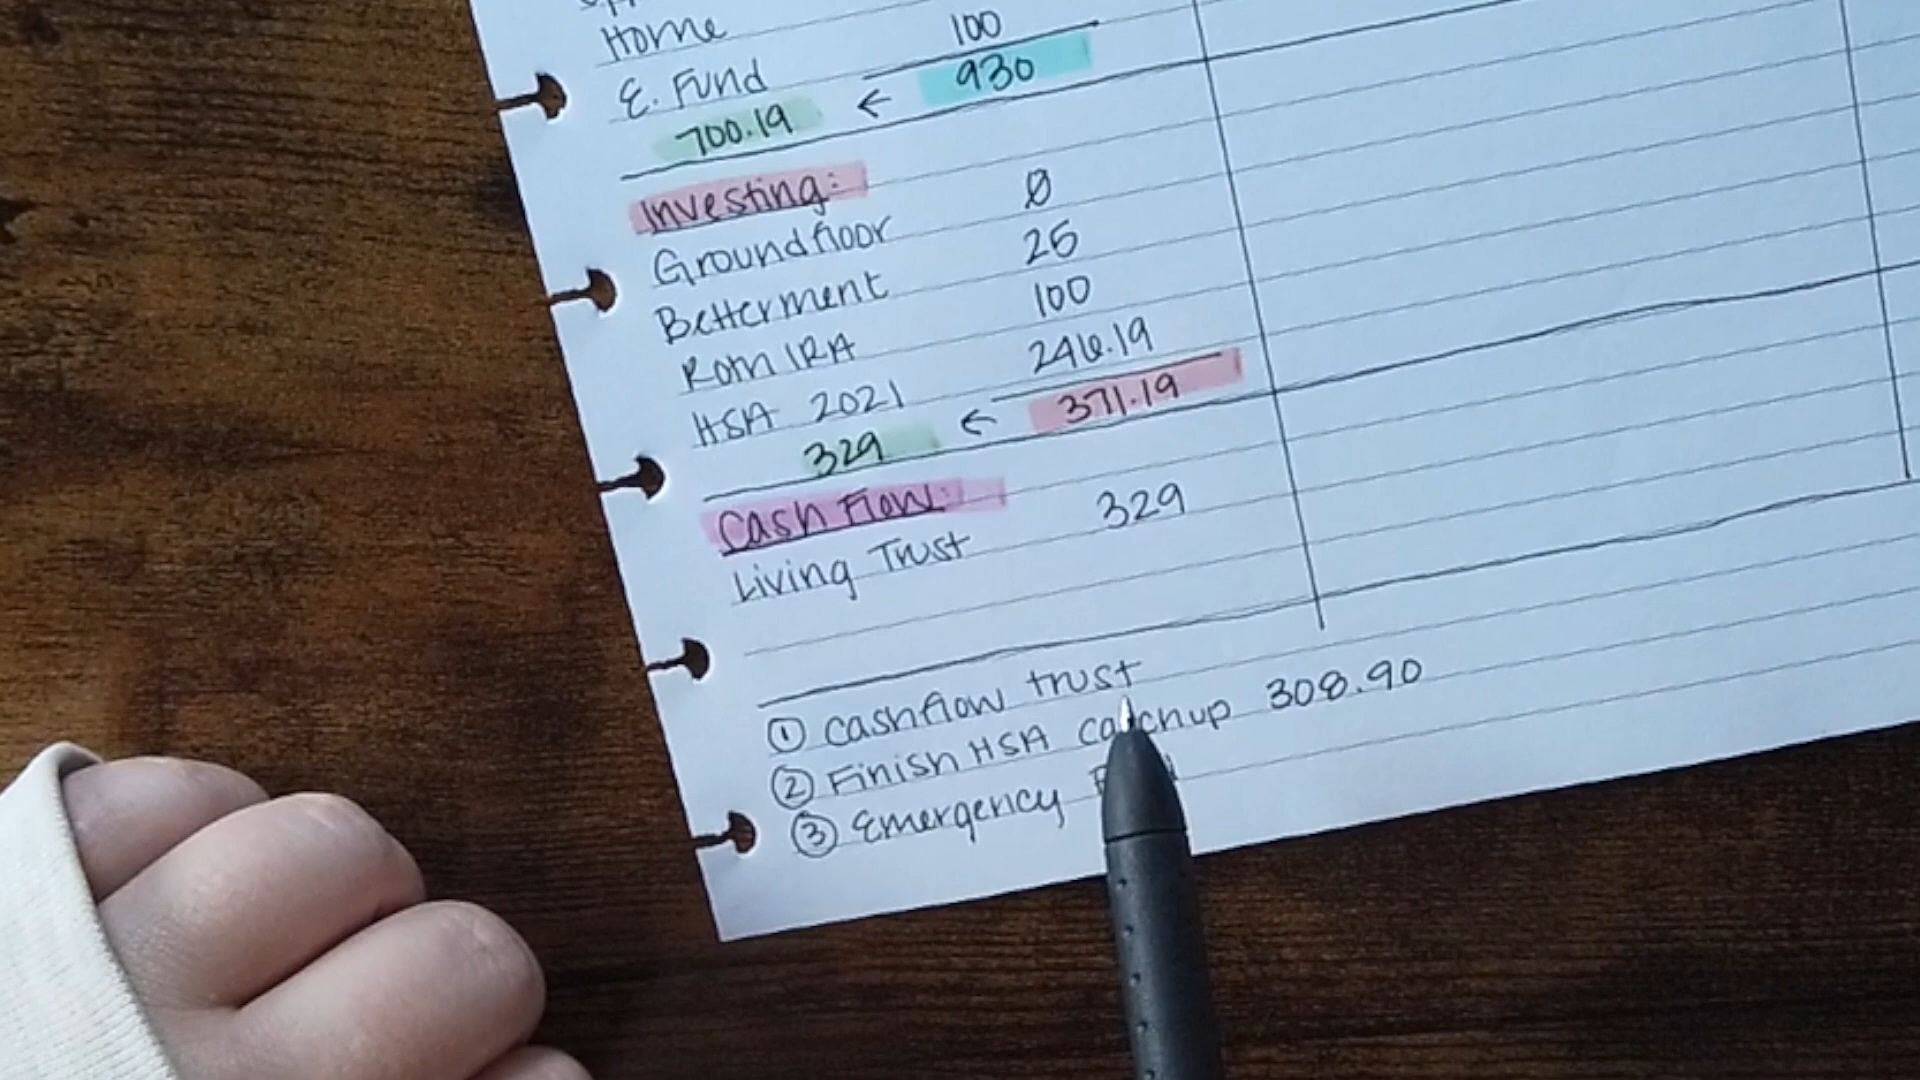 Home 100
E. Fund 930
700.19 ←
Investing: Ø
Groundfloor 25
Betterment 100
Roth IRA 246.19
HSA 2021 371.19
329 ←
Cash Flow: 329
Living Trust
① cashflow trust
② Finish HSA catchup 308.90
③ Emergency